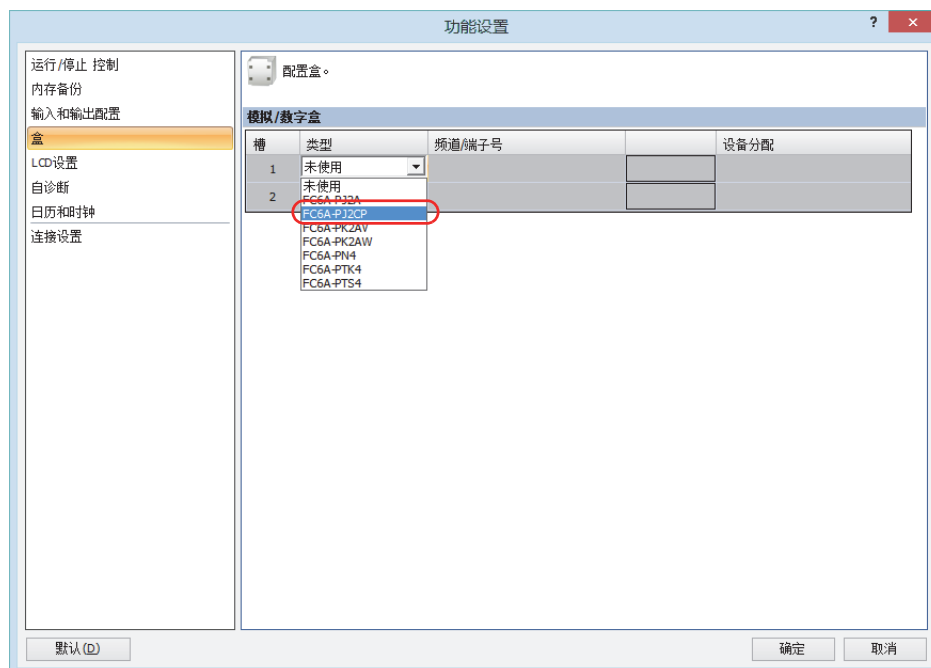 功能设置
?
×
运行/停止 控制
内存备份
输入和输出配置
盒
LCD设置
自诊断
日历和时钟
连接设置
配置盒。
模拟/数字盒
槽 类型 频道/端子号 设备分配
1 未使用
2
未使用
FC6A-PJ2A
FC6A-PJ2CP
FC6A-PK2AV
FC6A-PK2AW
FC6A-PN4
FC6A-PTK4
FC6A-PTS4
默认(D) 确定 取消